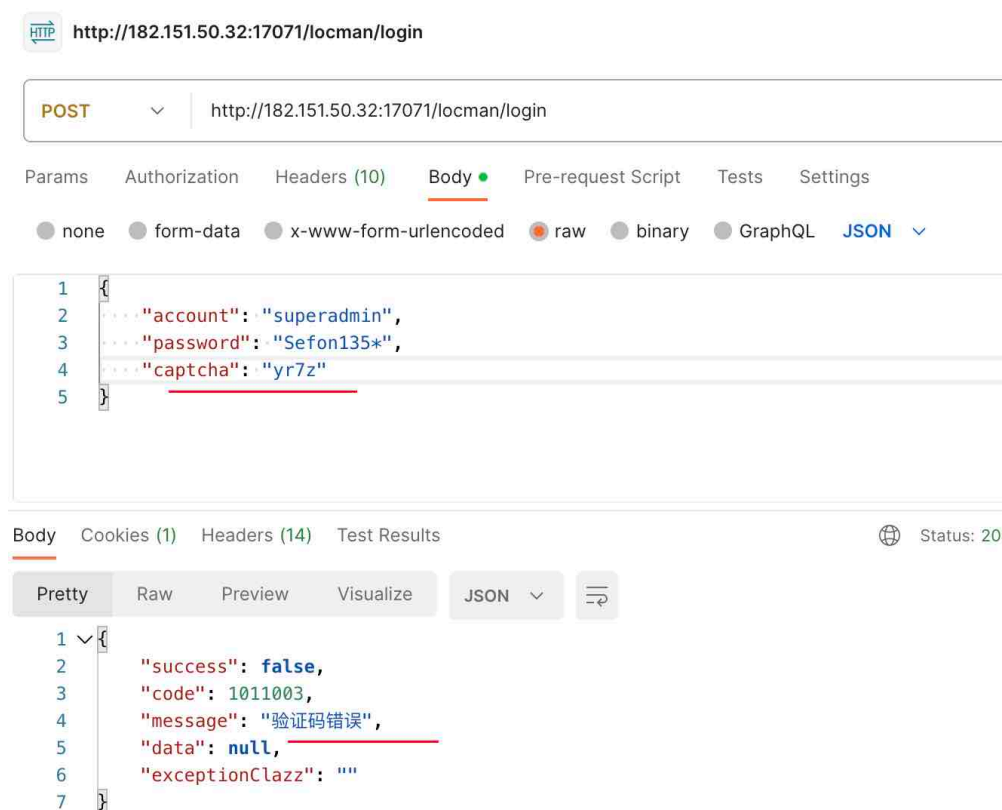 HTTP http://182.151.50.32:17071/locman/login
POST http://182.151.50.32:17071/locman/login
Params Authorization Headers (10) Body Pre-request Script Tests Settings
none form-data x-www-form-urlencoded raw binary GraphQL JSON
1 {
2 "account": "superadmin",
3 "password": "Sefon135*",
4 "captcha": "yr7z"
5 }
Body Cookies (1) Headers (14) Test Results Status: 20
Pretty Raw Preview Visualize JSON
1 {
2 "success": false,
3 "code": 1011003,
4 "message": "验证码错误",
5 "data": null,
6 "exceptionClazz": ""
7 }